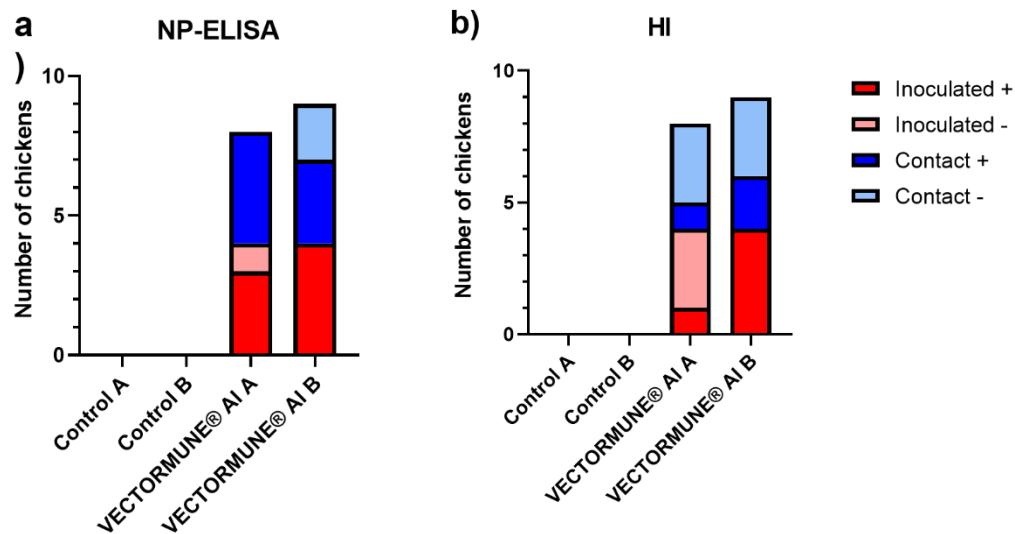 a
)
NP-ELISA
Number of chickens
10
5
0
Control A
Control B
VECTORMUNE® AI A
VECTORMUNE® AI B
b)
HI
Number of chickens
10
5
0
Control A
Control B
VECTORMUNE® AI A
VECTORMUNE® AI B
Inoculated +
Inoculated -
Contact +
Contact -